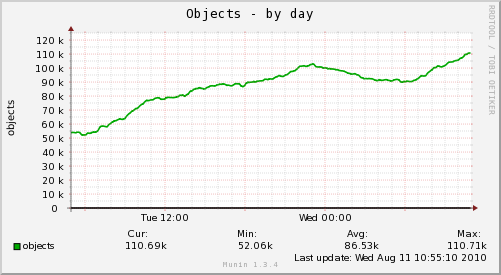 Objects - by day
RRDTOOL / TOBI OETIKER
objects
120 k
110 k
100 k
90 k
80 k
70 k
60 k
50 k
40 k
30 k
20 k
10 k
0
Tue 12:00 Wed 00:00
Cur: Min: Avg: Max:
objects 110.69k 52.06k 86.53k 110.71k
Last update: Wed Aug 11 10:55:10 2010
Munin 1.3.4